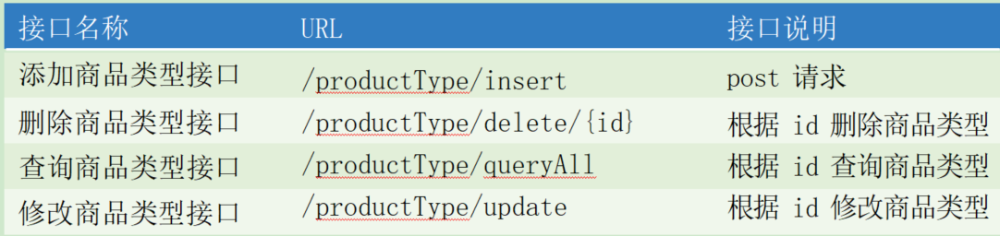 接口名称 URL 接口说明
添加商品类型接口 /productType/insert post 请求
删除商品类型接口 /productType/delete/{id} 根据 id 删除商品类型
查询商品类型接口 /productType/queryAll 根据 id 查询商品类型
修改商品类型接口 /productType/update 根据 id 修改商品类型